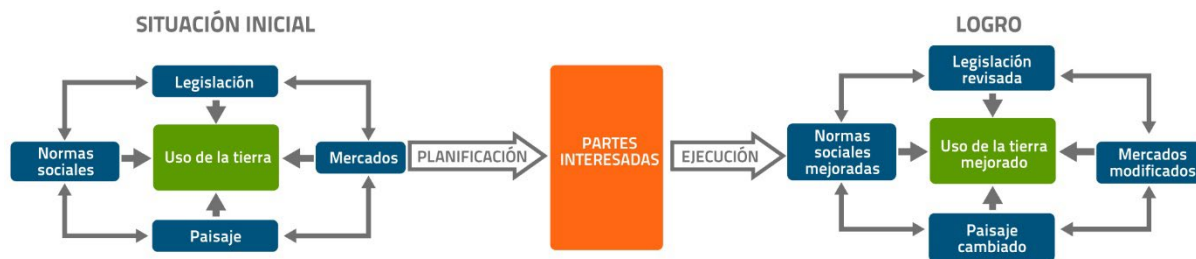 SITUACIÓN INICIAL
Legislación
Normas
sociales
Uso de la tierra
Mercados
Paisaje
PLANIFICACIÓN
PARTES
INTERESADAS
EJECUCIÓN
LOGRO
Legislación
revisada
Normas
sociales
mejoradas
Uso de la tierra
mejorado
Mercados
modificados
Paisaje
cambiado